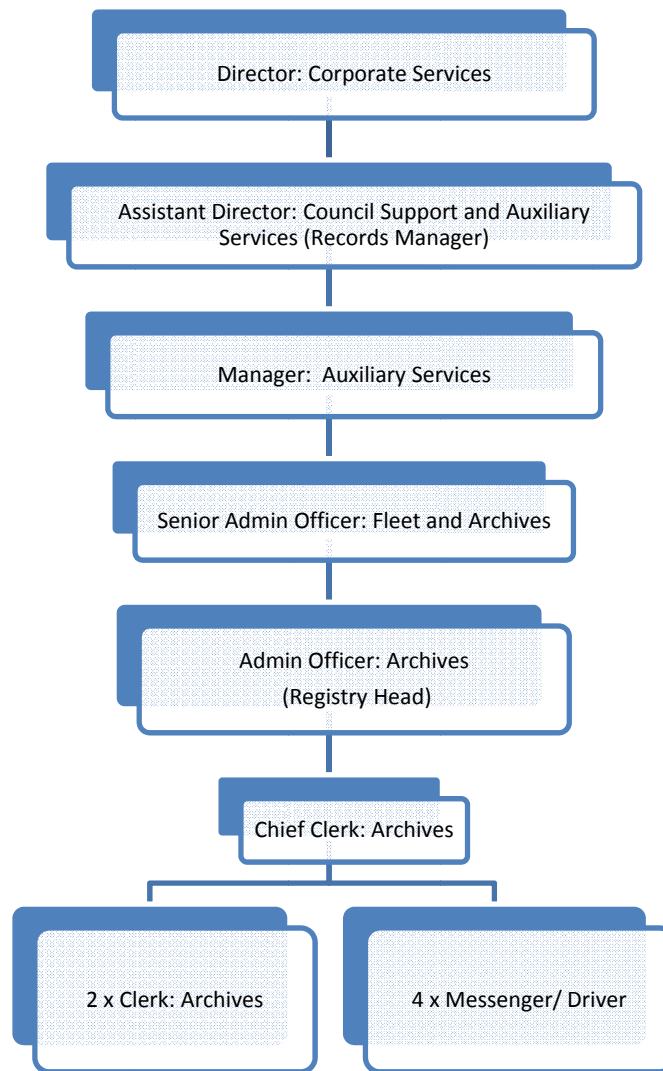 Director: Corporate Services
Assistant Director: Council Support and Auxiliary
Services (Records Manager)
Manager:  Auxiliary Services
Senior Admin Officer: Fleet and Archives
Admin Officer: Archives
(Registry Head)
Chief Clerk: Archives
2 x Clerk: Archives
4 x Messenger/ Driver